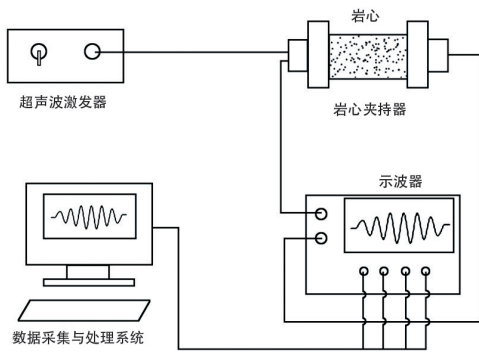 岩心
超声波激发器
岩心夹持器
示波器
数据采集与处理系统